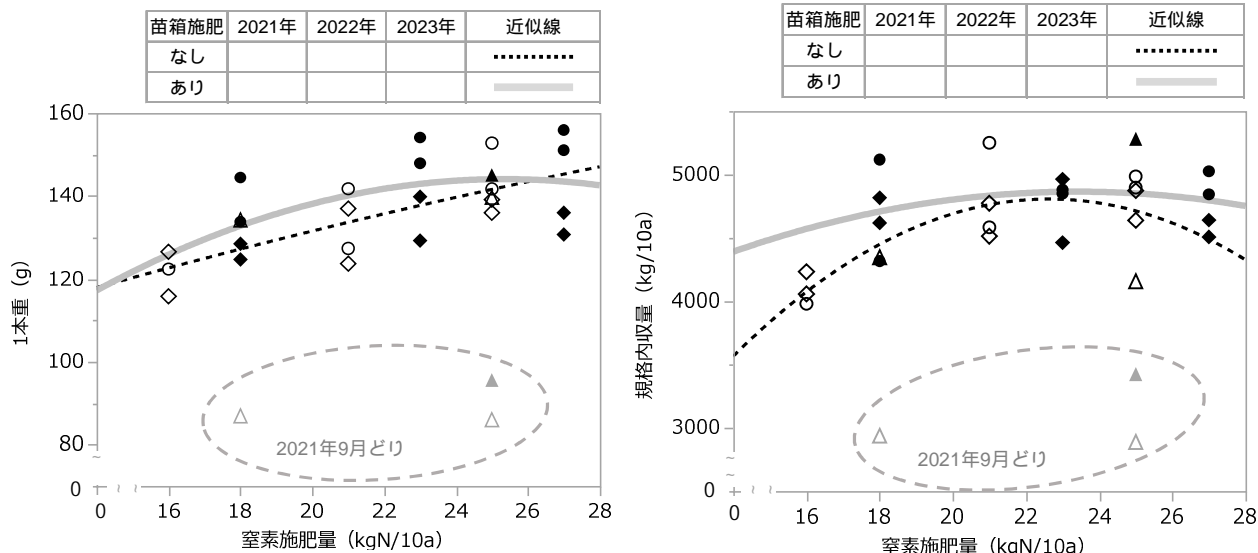 苗箱施肥 2021年 2022年 2023年 近似線
なし
あり
160
140
120
100
80
~
0
1本重（g）
2021年9月どり
0 16 18 20 22 24 26 28
窒素施肥量（kgN/10a）
苗箱施肥 2021年 2022年 2023年 近似線
なし
あり
5000
4000
3000
~
0
規格内収量（kg/10a）
2021年9月どり
0 16 18 20 22 24 26 28
窒素施肥量（kgN/10a）